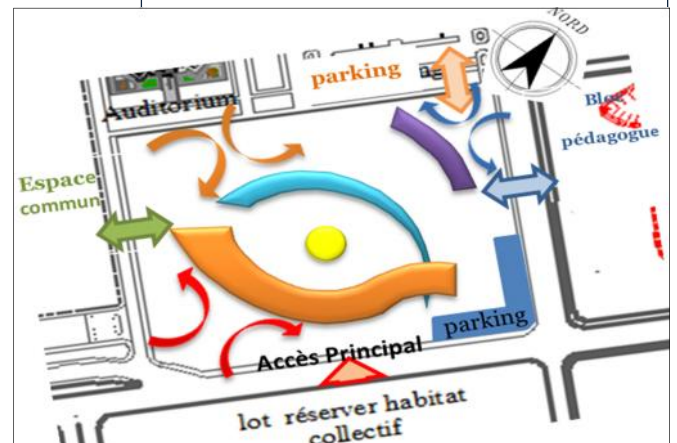 NORD
parking
Auditorium
Bloc
pédagogue
Espace
commun
parking
Accès Principal
lot réserver habitat
collectif